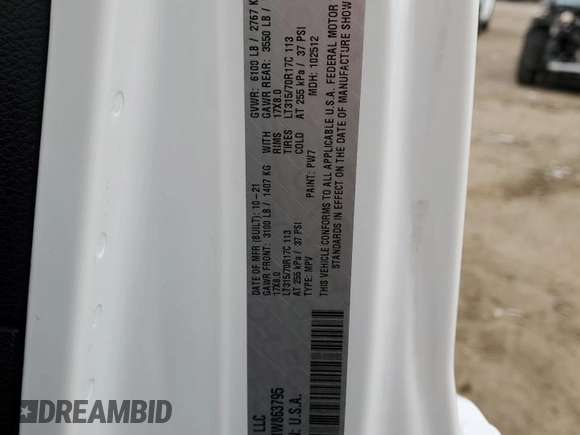 LLC
W863795
: U.S.A.
DATE OF MFR (BUILT): 10-21 GVWR: 6100 LB / 2767 K
GAWR FRONT: 3100 LB / 1407 KG WITH GAWR REAR: 3550 LB /
17X8.0 RIMS 17X8.0
LT315/70R17C 113 TIRES LT315/70R17C 113
AT 255 kPa / 37 PSI COLD AT 255 kPa / 37 PSI
TYPE: MPV PAINT: PW7 MDH: 102512
THIS VEHICLE CONFORMS TO ALL APPLICABLE U.S.A. FEDERAL MOTOR
STANDARDS IN EFFECT ON THE DATE OF MANUFACTURE SHOW
DREAMBID